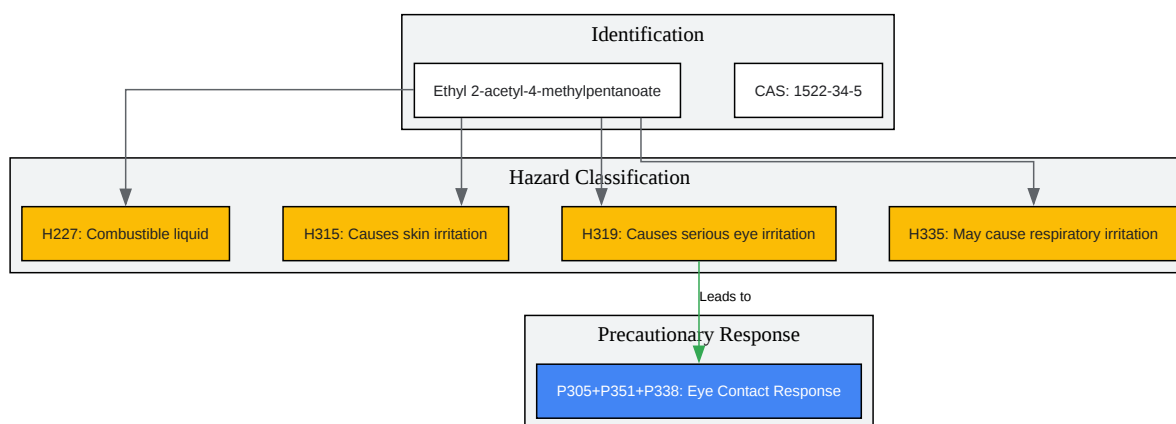 Identification
Ethyl 2-acetyl-4-methylpentanoate
CAS: 1522-34-5
Hazard Classification
H227: Combustible liquid
H315: Causes skin irritation
H319: Causes serious eye irritation
H335: May cause respiratory irritation
Leads to
Precautionary Response
P305+P351+P338: Eye Contact Response